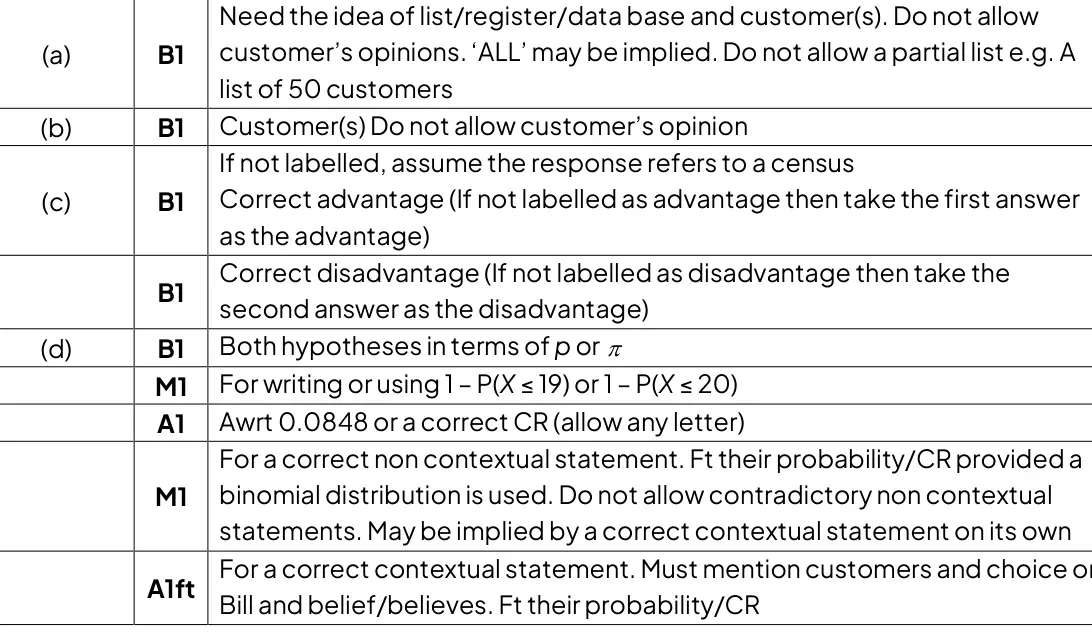 Need the idea of list/register/data base and customer(s). Do not allow
(a) B1 customer’s opinions. ‘ALL’ may be implied. Do not allow a partial list e.g. A
list of 50 customers
(b) B1 Customer(s) Do not allow customer’s opinion
If not labelled, assume the response refers to a census
(c) B1 Correct advantage (If not labelled as advantage then take the first answer
as the advantage)
Correct disadvantage (If not labelled as disadvantage then take the
B1
second answer as the disadvantage)
(d) B1 Both hypotheses in terms of p or π
M1 For writing or using 1 – P(X ≤ 19) or 1 – P(X ≤ 20)
A1 Awrt 0.0848 or a correct CR (allow any letter)
For a correct non contextual statement. Ft their probability/CR provided a
M1 binomial distribution is used. Do not allow contradictory non contextual
statements. May be implied by a correct contextual statement on its own
For a correct contextual statement. Must mention customers and choice
A1ft
Bill and belief/believes. Ft their probability/CR